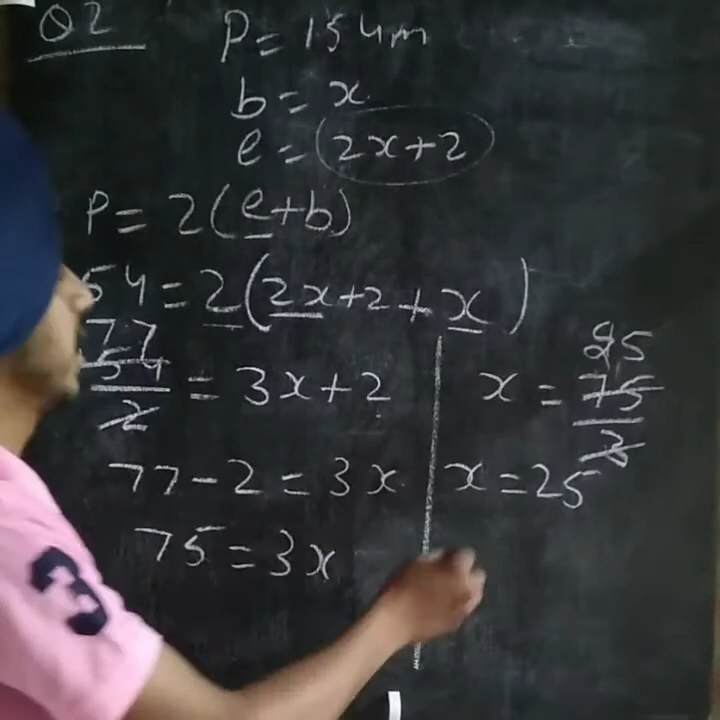 Q2
P = 154m
b = x
l = (2x+2)
P = 2(l+b)
54 = 2(2x+2+x)
77
54/2 = 3x+2
77-2 = 3x
75 = 3x
25
x = 75/3
x = 25
3